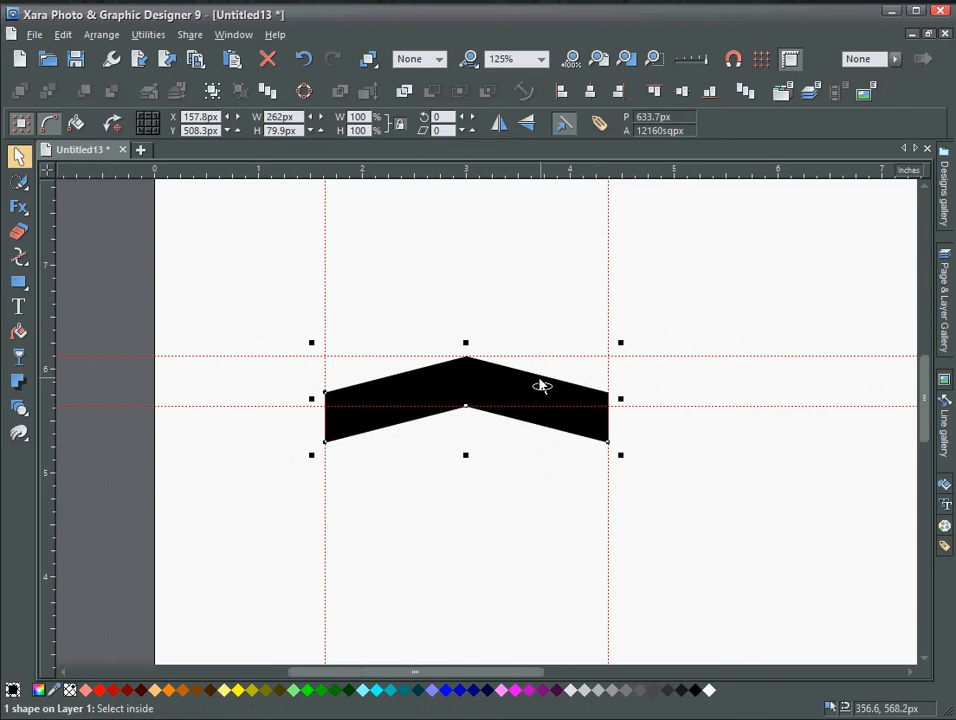 Xara Photo & Graphic Designer 9 - [Untitled13 *]
File Edit Arrange Utilities Share Window Help
None 125% None
X 157.8px W 262px W 100 % 0 P 633.7px
Y 508.3px H 79.9px H 100 % 0 A 12160sqpx
Untitled13 *
0 1 2 3 4 5 6 7 inches
7
6
5
4
Fx
T
Designs gallery
Page & Layer Gallery
Line gallery
1 shape on Layer 1: Select inside 356.6, 568.2px